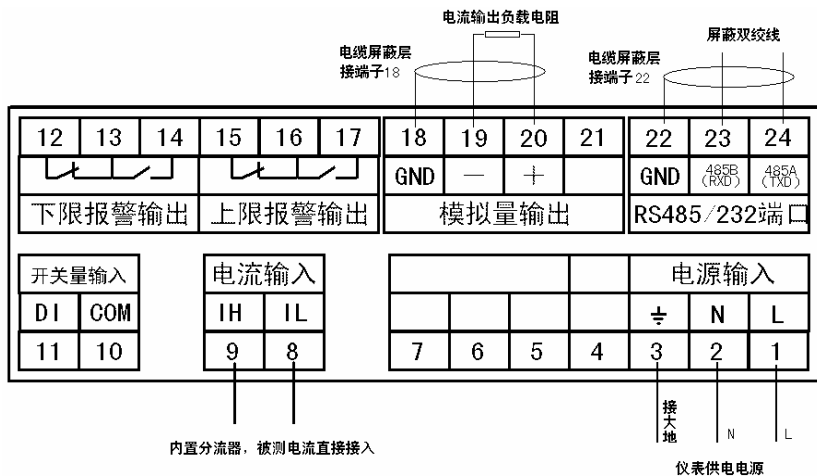 电流输出负载电阻
电缆屏蔽层
接端子18
屏蔽双绞线
电缆屏蔽层
接端子22
12 13 14 15 16 17 18 19 20 21 22 23 24
GND — + GND 485B (RXD) 485A (TXD)
下限报警输出 上限报警输出 模拟量输出 RS485/232端口
开关量输入 电流输入 电源输入
DI COM IH IL N L
11 10 9 8 7 6 5 4 3 2 1
接大地 N L
内置分流器，被测电流直接接入
仪表供电电源